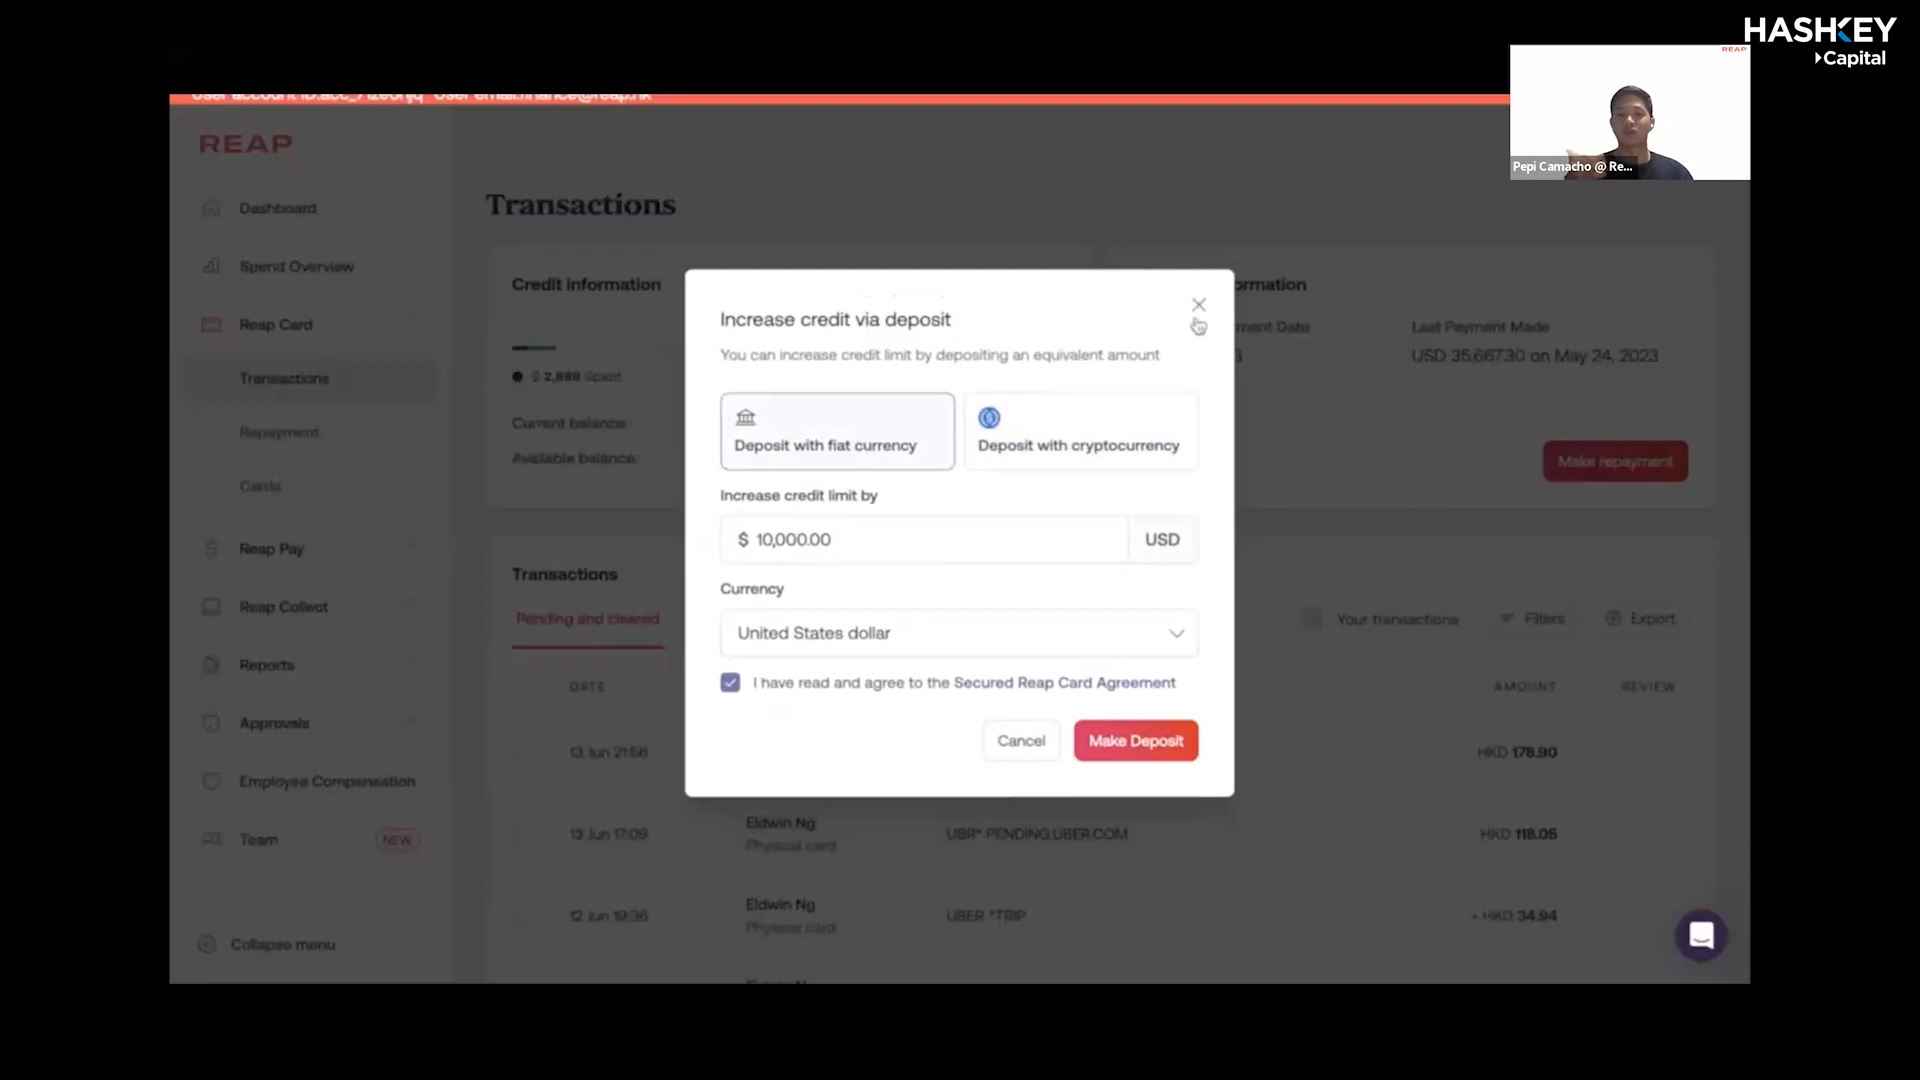 HASHKEY
Capital
REAP
Pepi Camacho @ Re...
REAP
Dashboard
Spend Overview
Reap Card
Transactions
Repayment
Cards
Reap Pay
Reap Collect
Reports
Approvals
Employee Compensation
Team NEW
Collapse menu
Transactions
Credit information
2,889 Spent
Current balance:
Available balance:
Last Payment Made
USD 35,667.30 on May 24, 2023
Make repayment
Increase credit via deposit
You can increase credit limit by depositing an equivalent amount
Deposit with fiat currency
Deposit with cryptocurrency
Increase credit limit by
$ 10,000.00 USD
Currency
United States dollar
I have read and agree to the Secured Reap Card Agreement
Cancel Make Deposit
Transactions
Pending and cleared
Your transactions Filters Export
DATE AMOUNT REVIEW
13 Jun 21:56 HKD 178.90
13 Jun 17:09 Eldwin Ng UBR* PENDING.UBER.COM HKD 118.05
Physical card
12 Jun 19:36 Eldwin Ng UBER *TRIP - HKD 34.94
Physical card